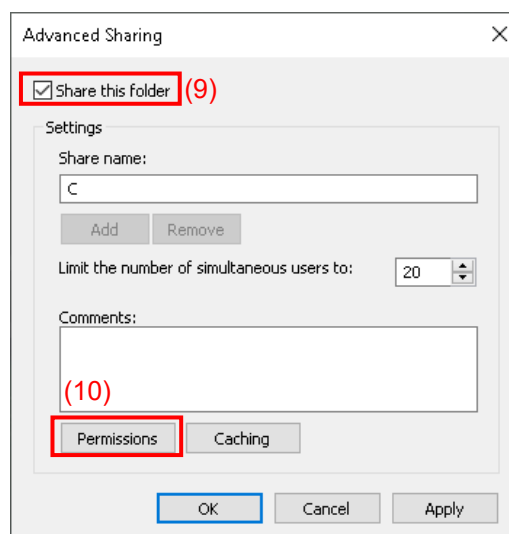 Advanced Sharing
Share this folder (9)
Settings
Share name:
C
Add Remove
Limit the number of simultaneous users to: 20
Comments:
(10)
Permissions Caching
OK Cancel Apply